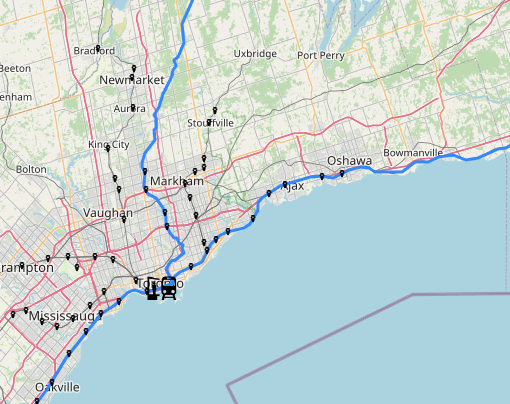 Bradford
Uxbridge
Port Perry
Beeton
Newmarket
enham
Aurora
Stouffville
King City
Bowmanville
Oshawa
Bolton
Markham
Ajax
Vaughan
rampton
Toronto
Mississauga
Oakville